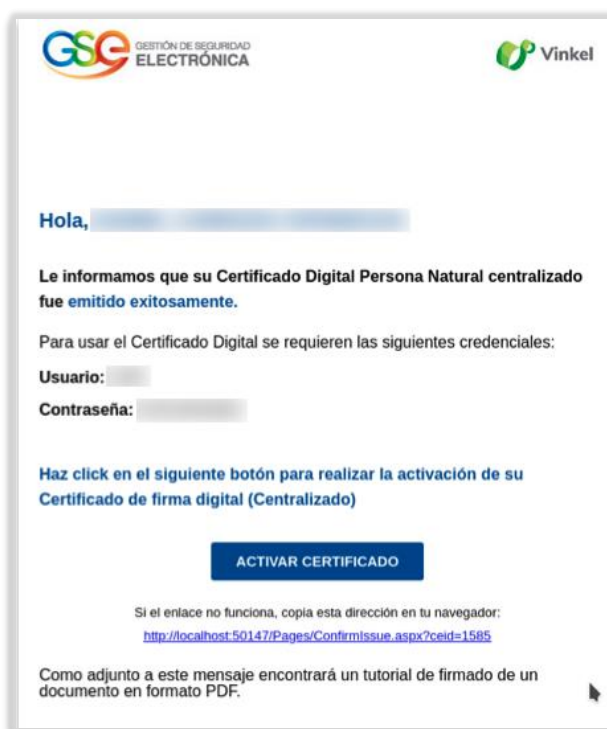 GSE GESTIÓN DE SEGURIDAD
ELECTRÓNICA
Vinkel
Hola,
Le informamos que su Certificado Digital Persona Natural centralizado
fue emitido exitosamente.
Para usar el Certificado Digital se requieren las siguientes credenciales:
Usuario:
Contraseña:
Haz click en el siguiente botón para realizar la activación de su
Certificado de firma digital (Centralizado)
ACTIVAR CERTIFICADO
Si el enlace no funciona, copia esta dirección en tu navegador:
http://localhost:50147/Pages/ConfirmIssue.aspx?ceid=1585
Como adjunto a este mensaje encontrará un tutorial de firmado de un
documento en formato PDF.